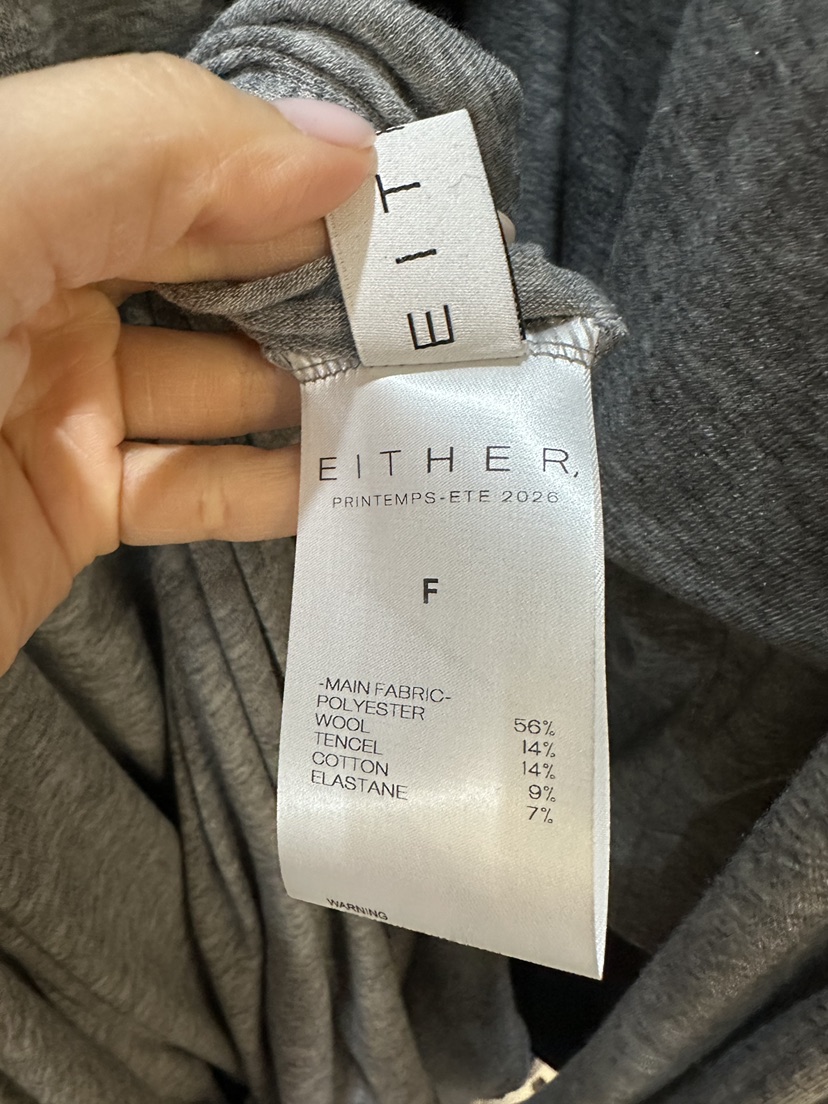 EIT
EITHER,
PRINTEMPS-ETE 2026
F
-MAIN FABRIC-
POLYESTER 56%
WOOL 14%
TENCEL 14%
COTTON 9%
ELASTANE 7%
WARNING